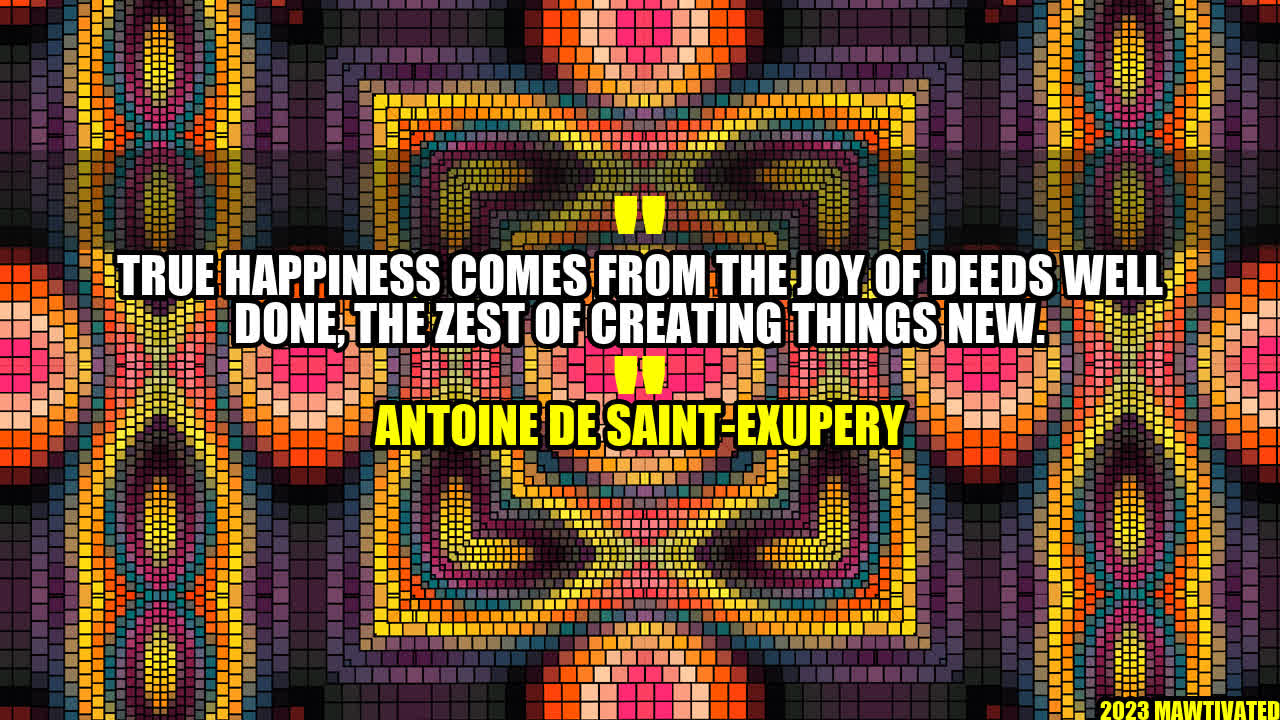 "
TRUE HAPPINESS COMES FROM THE JOY OF DEEDS WELL
DONE, THE ZEST OF CREATING THINGS NEW.
"
ANTOINE DE SAINT-EXUPERY
2023 MAWTIVATED